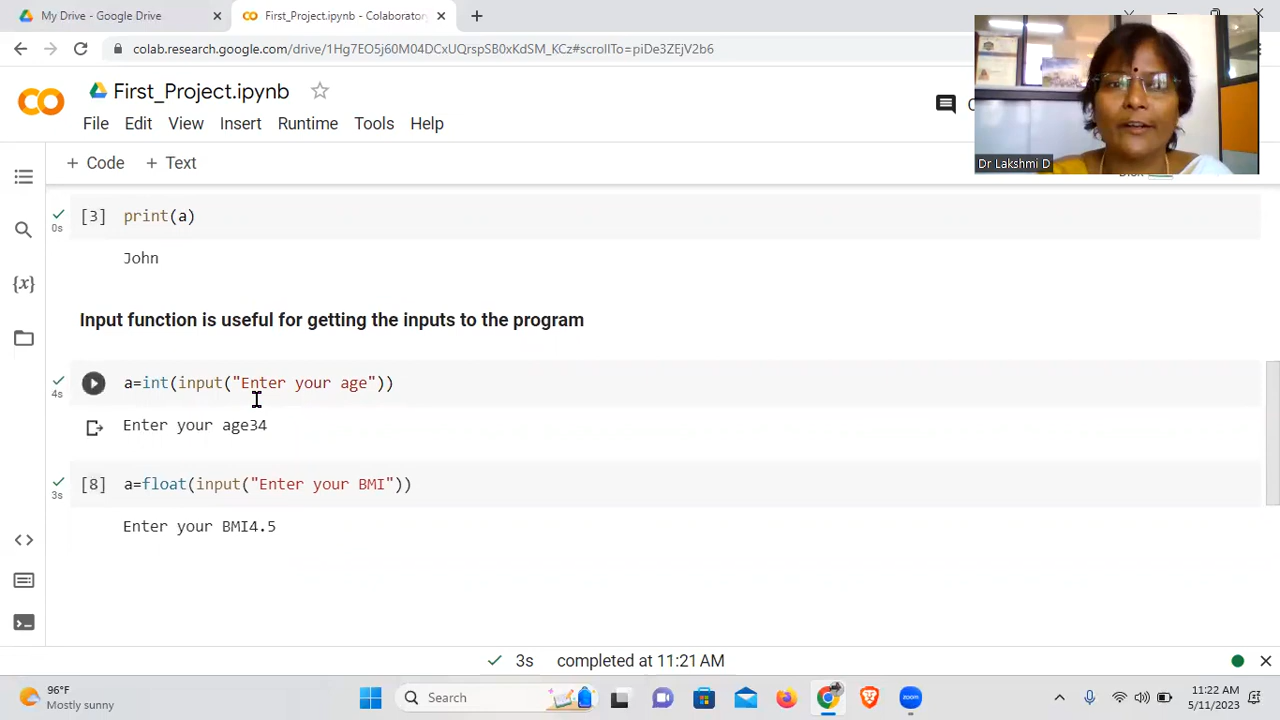 My Drive - Google Drive
First_Project.ipynb - Colaborator
colab.research.google.com/drive/1Hg7EO5j60M04DCxUQrspSB0xKdSM_KCz#scrollTo=piDe3ZEjV2b6
First_Project.ipynb
File Edit View Insert Runtime Tools Help
Dr Lakshmi D
+ Code + Text
[3] print(a)
0s
John
Input function is useful for getting the inputs to the program
a=int(input("Enter your age"))
4s
Enter your age34
[8] a=float(input("Enter your BMI"))
3s
Enter your BMI4.5
{x}
3s completed at 11:21 AM
96°F
Mostly sunny
Search
zoom
11:22 AM
5/11/2023